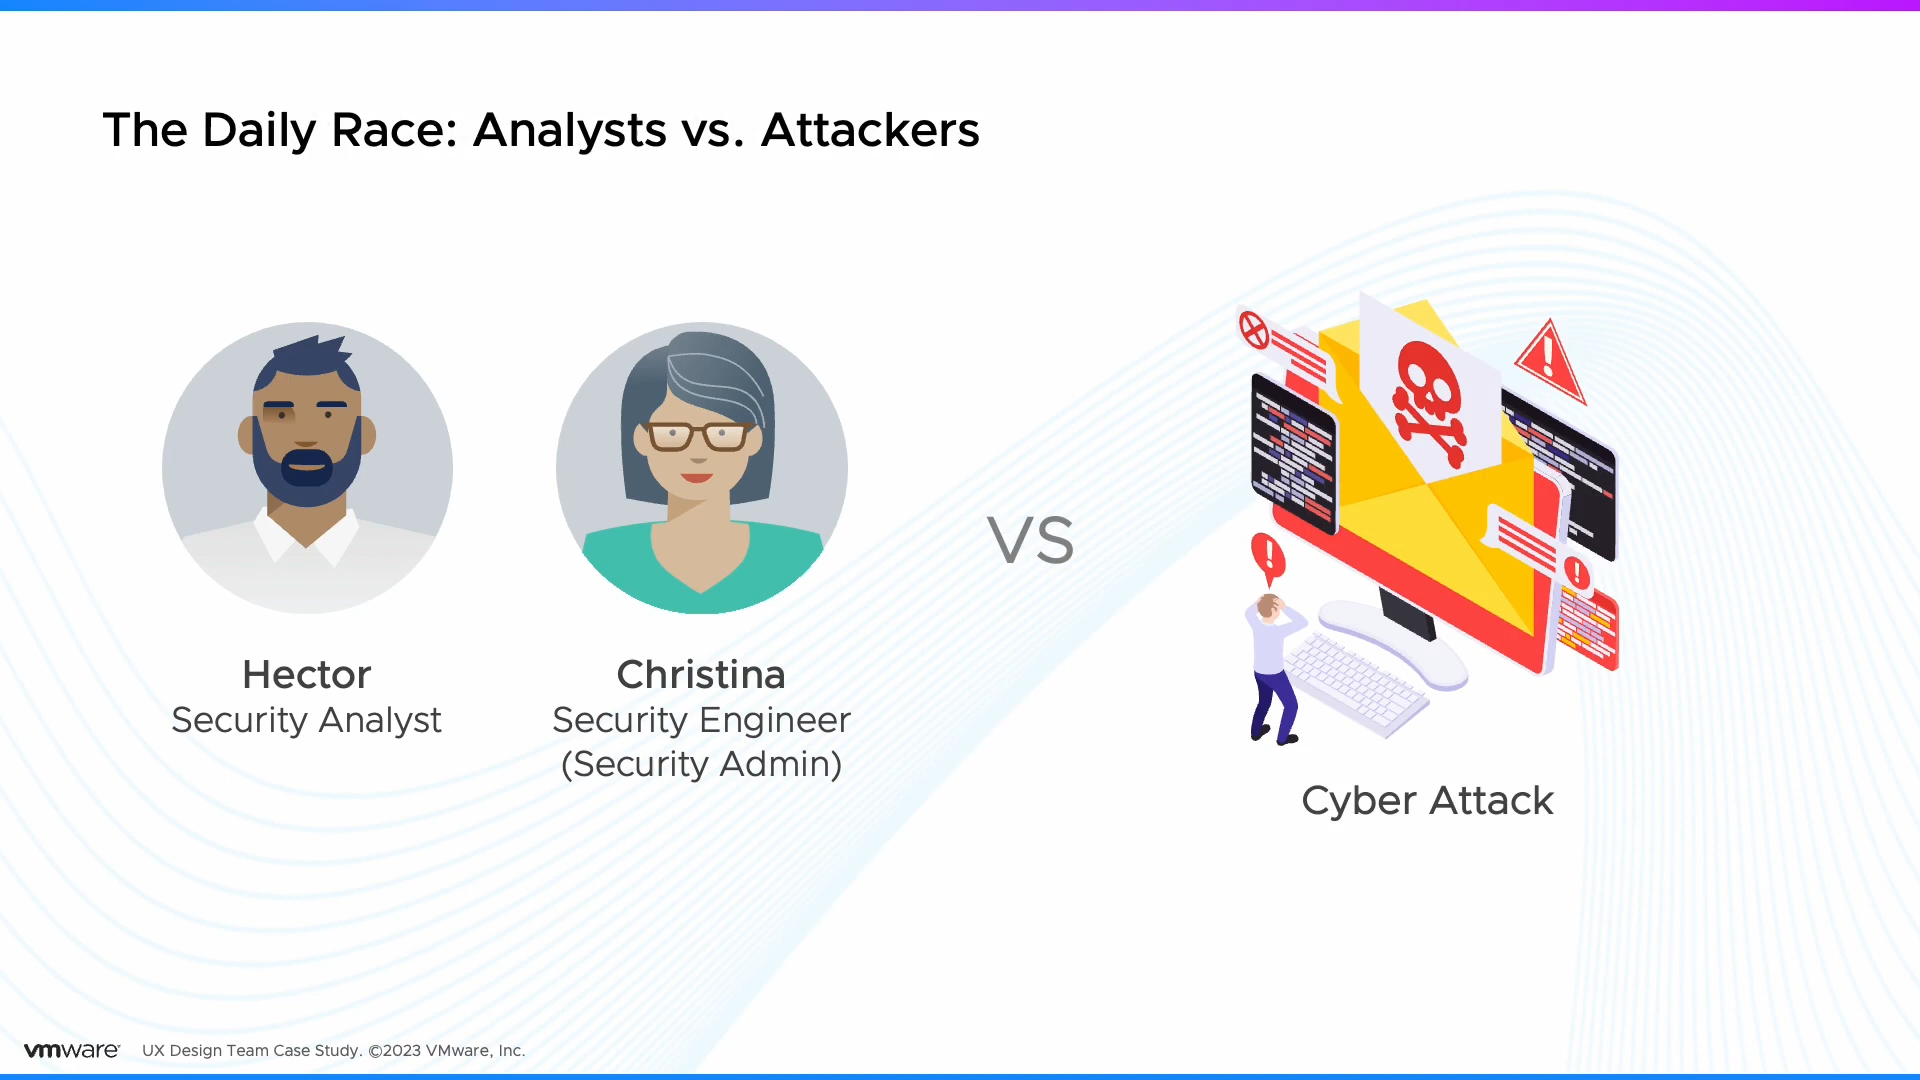 The Daily Race: Analysts vs. Attackers
Hector
Security Analyst
Christina
Security Engineer
(Security Admin)
VS
Cyber Attack
vmware
UX Design Team Case Study. ©2023 VMware, Inc.